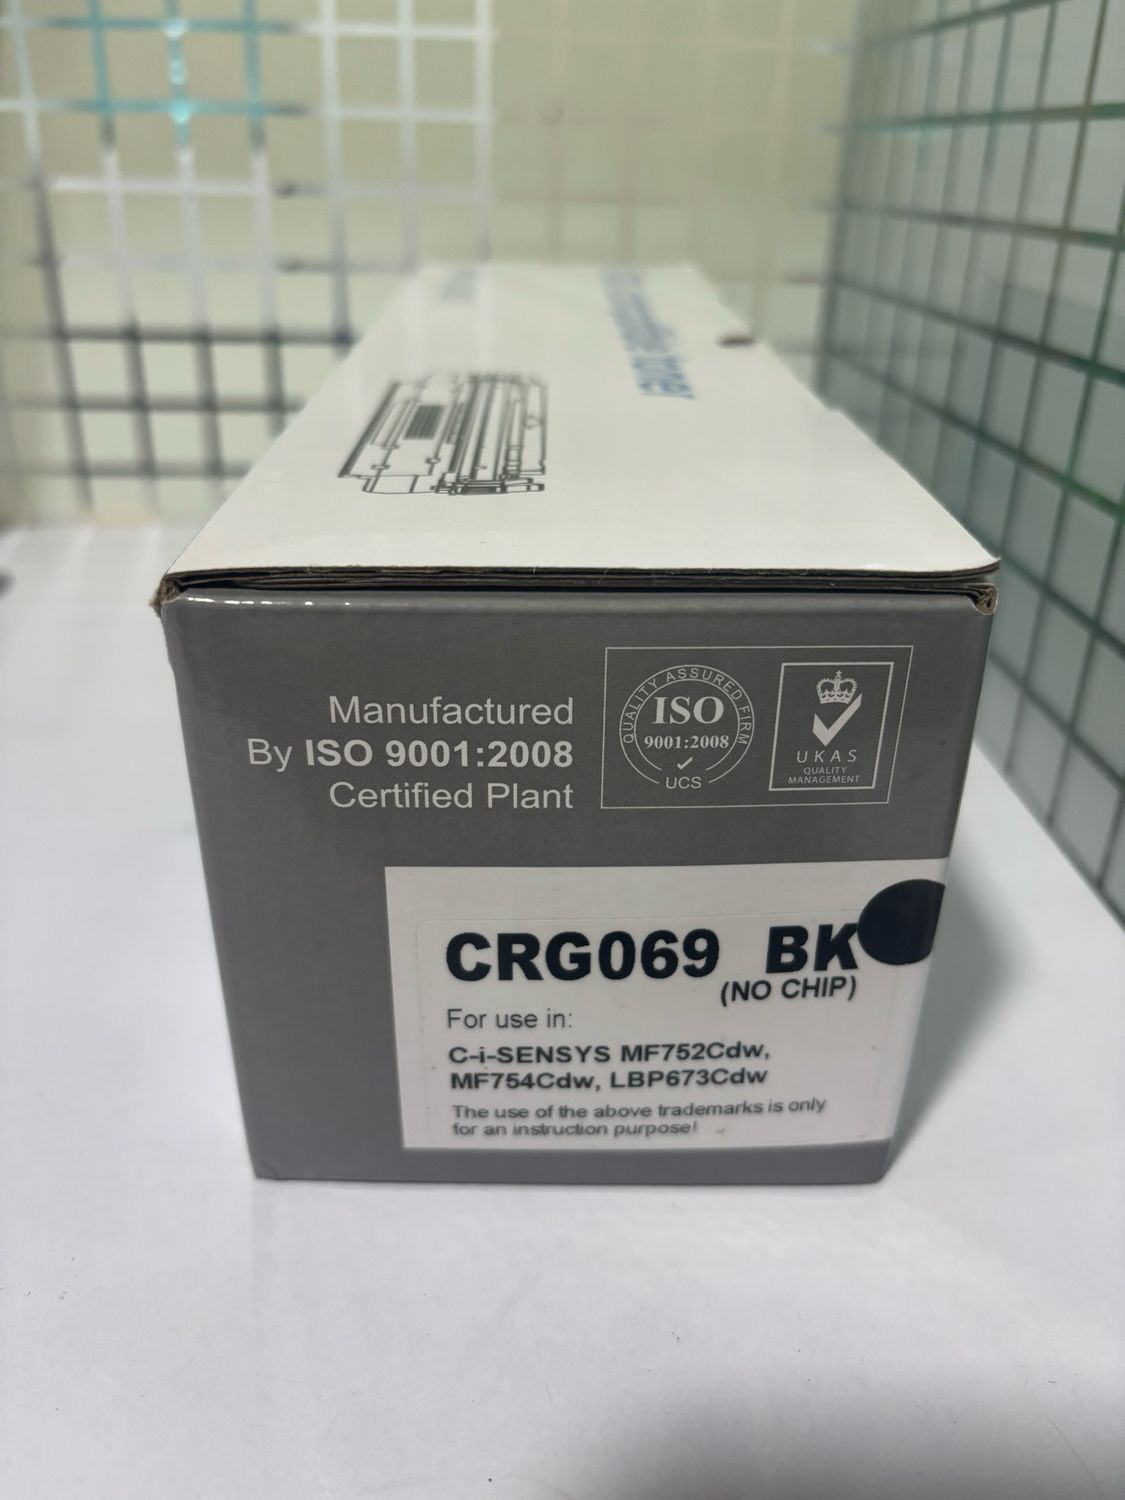 Manufactured
By ISO 9001:2008
Certified Plant
QUALITY ASSURED FIRM
ISO
9001:2008
UCS
UKAS
QUALITY
MANAGEMENT
CRG069 BK
(NO CHIP)
For use in:
C-i-SENSYS MF752Cdw,
MF754Cdw, LBP673Cdw
The use of the above trademarks is only
for an instruction purpose!